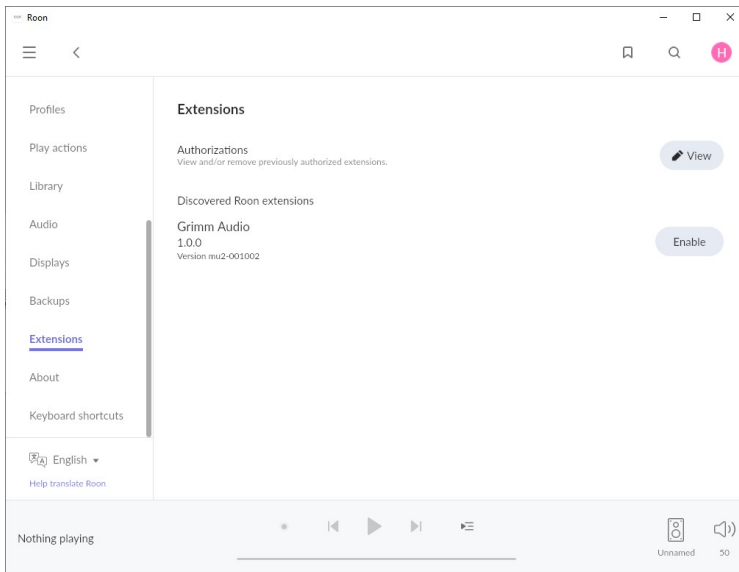 Roon
H
Profiles
Play actions
Library
Audio
Displays
Backups
Extensions
About
Keyboard shortcuts
English
Help translate Roon
Extensions
Authorizations
View and/or remove previously authorized extensions.
View
Discovered Roon extensions
Grimm Audio
1.0.0
Version mu2-001002
Enable
Nothing playing
Unnamed
50